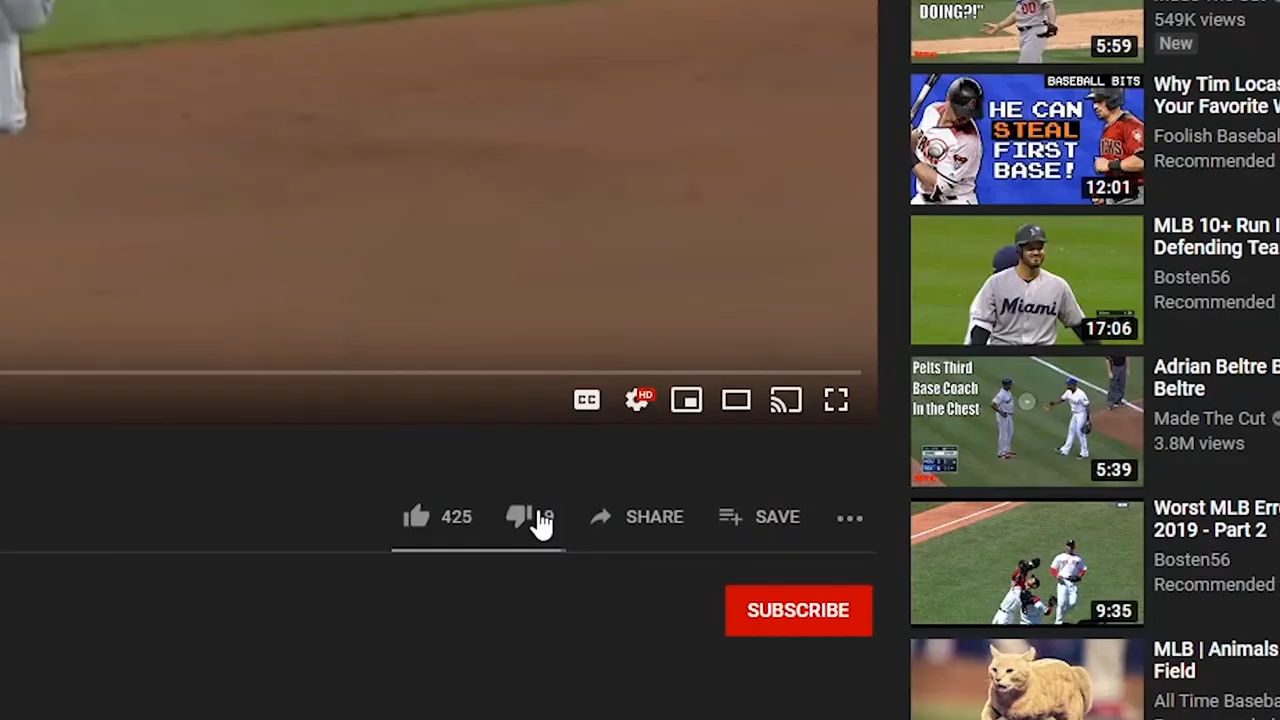 DOING?!"
5:59
549K views
New
BASEBALL BITS
HE CAN
STEAL
FIRST
BASE!
12:01
Why Tim Locas
Your Favorite
Foolish Baseba
Recommended
Miami
17:06
MLB 10+ Run
Defending Tea
Bosten56
Recommended
Pelts Third
Base Coach
In the Chest
5:39
Adrian Beltre
Beltre
Made The Cut
3.8M views
9:35
Worst MLB Err
2019 - Part 2
Bosten56
Recommended
MLB | Animals
Field
All Time Baseba
CC
HD
425
SHARE
SAVE
SUBSCRIBE